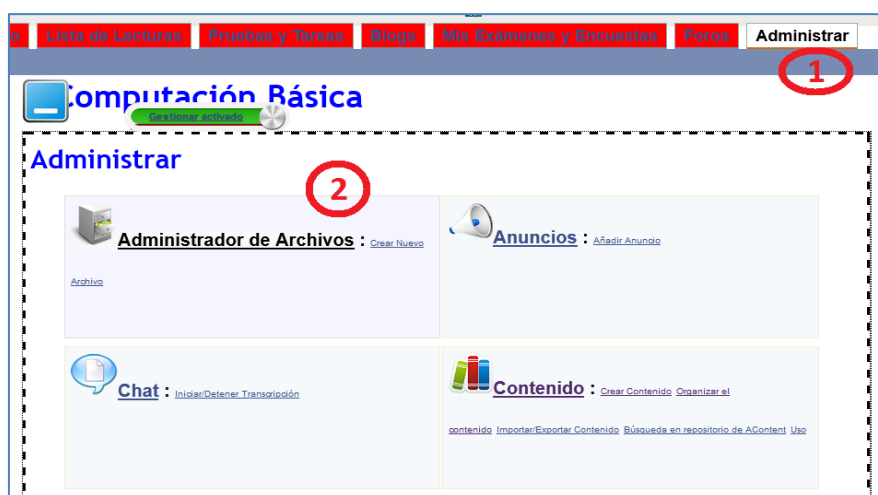 o Lista de Lecturas Pruebas y Tareas Blogs Mis Exámenes y Encuestas Foros Administrar
1
Computación Básica
Gestionar activado
Administrar
2
Administrador de Archivos : Crear Nuevo
Archivo
Anuncios : Añadir Anuncio
Chat : Iniciar/Detener Transcripción
Contenido : Crear Contenido Organizar el
contenido Importar/Exportar Contenido Búsqueda en repositorio de AContent Uso